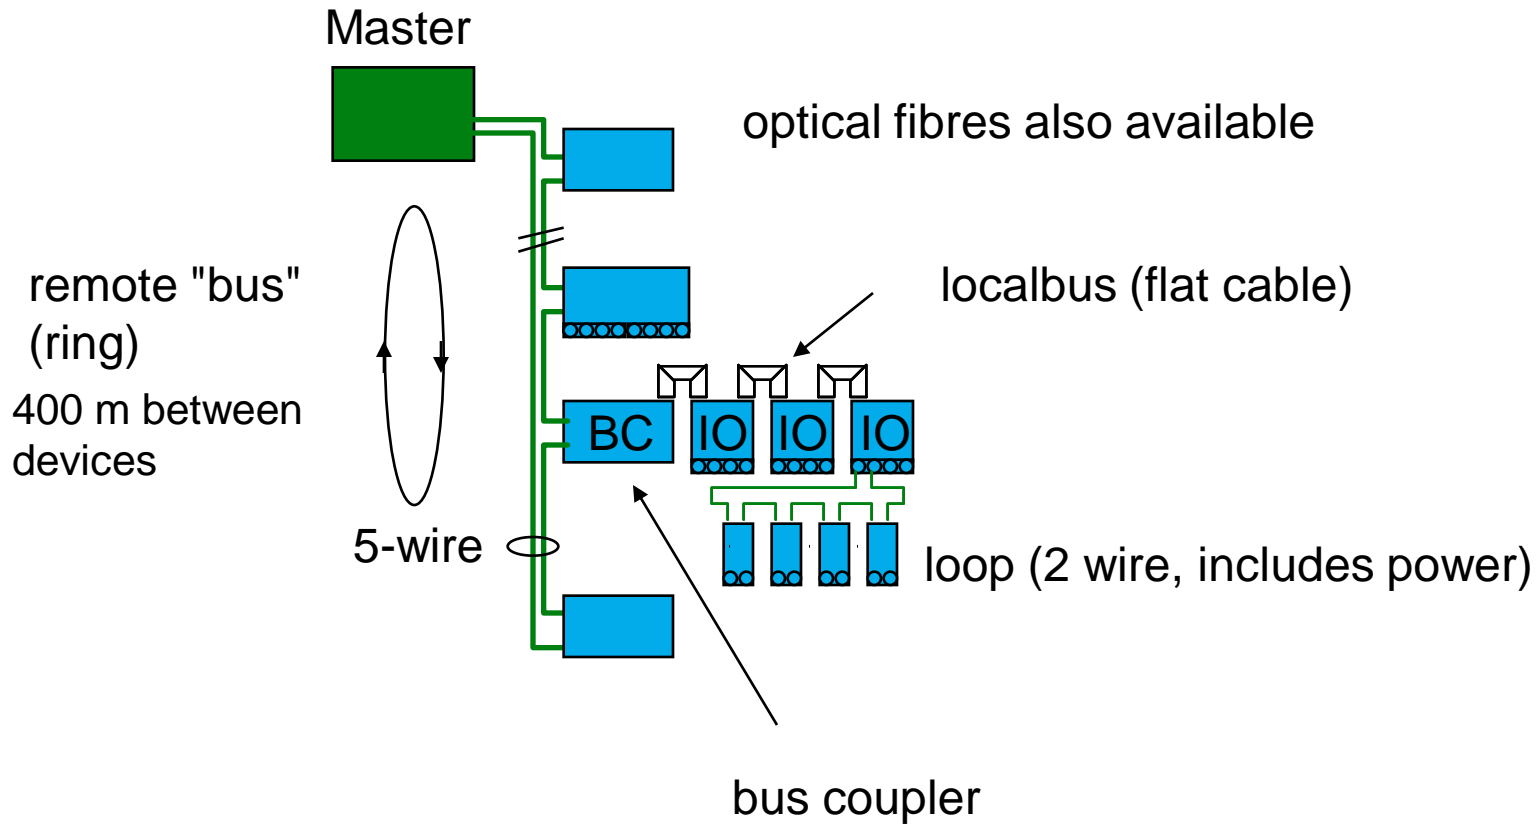 Master
optical fibres also available
remote "bus"
(ring)
400 m between
devices
localbus (flat cable)
BC
IO
IO
IO
5-wire
loop (2 wire, includes power)
bus coupler